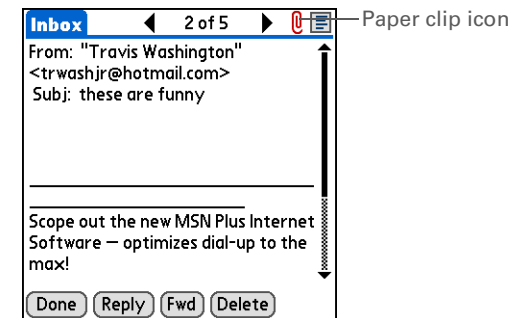 Inbox 2 of 5 Paper clip icon
From: "Travis Washington"
<trwashjr@hotmail.com>
Subj: these are funny
Scope out the new MSN Plus Internet
Software — optimizes dial-up to the
max!
Done Reply Fwd Delete